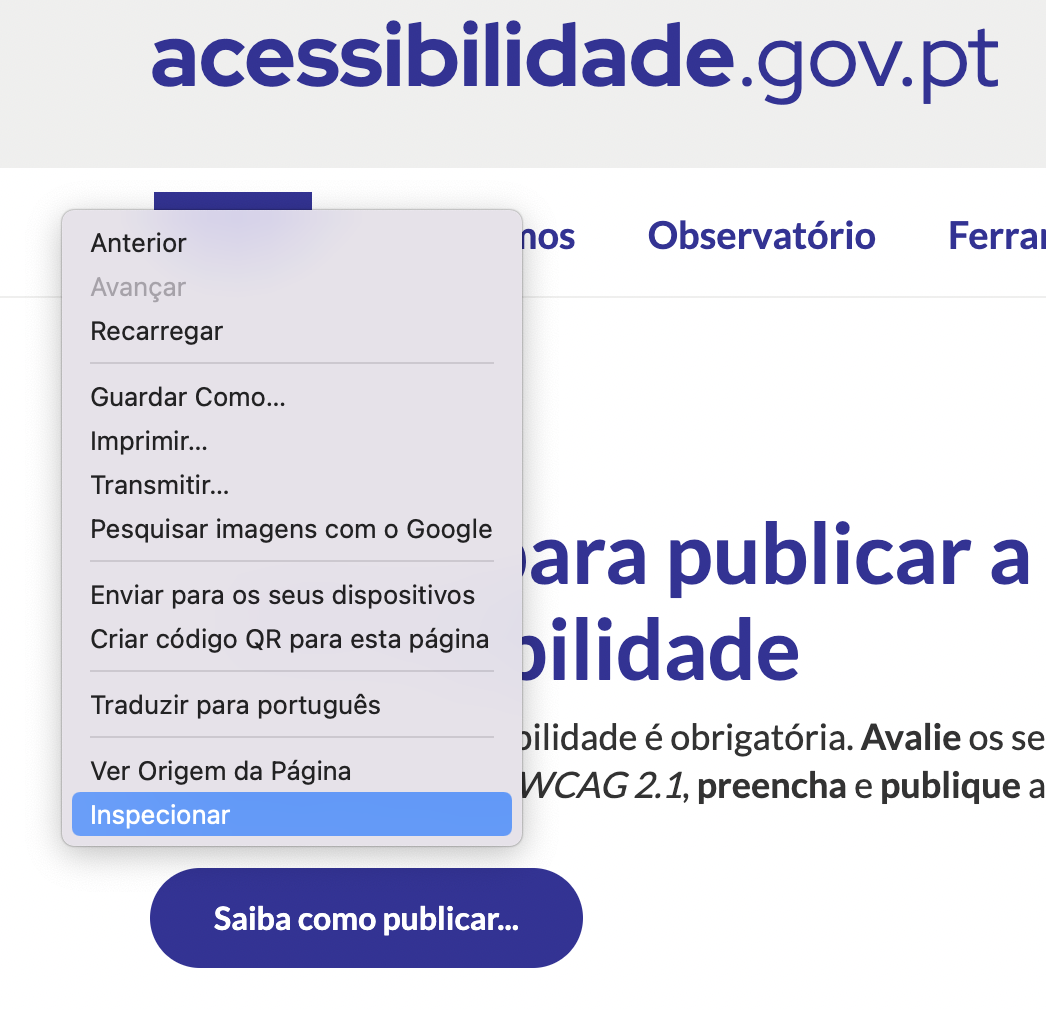 acessibilidade.gov.pt
Anterior
Observatório
Avançar
Recarregar
Guardar Como...
Imprimir...
Transmitir...
Pesquisar imagens com o Google
para publicar a
Enviar para os seus dispositivos
Criar código QR para esta página
bilidade
Traduzir para português
bilidade é obrigatória. Avalie os se
Ver Origem da Página
WCAG 2.1, preencha e publique a
Inspecionar
Saiba como publicar...